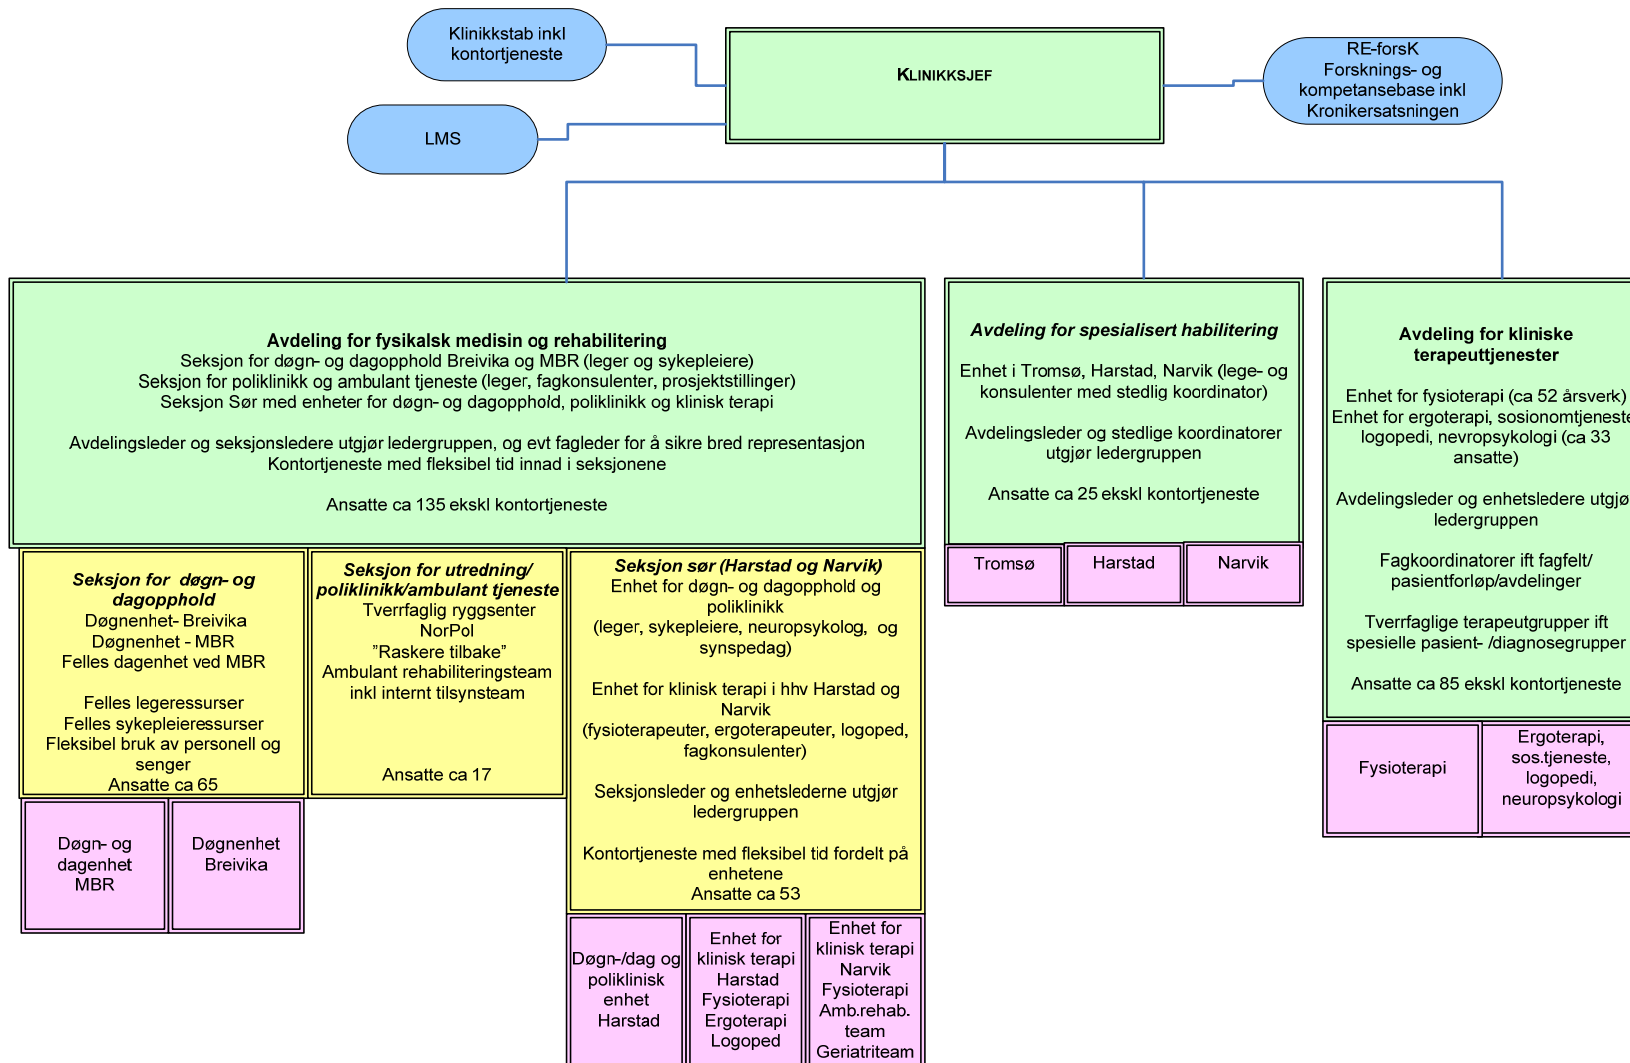 Klinikkstab inkl
kontortjeneste
KLINIKKSJEF
RE-forsK
Forsknings- og
kompetansebase inkl
Kronikersatsningen
LMS
Avdeling for fysikalsk medisin og rehabilitering
Seksjon for døgn- og dagopphold Breivika og MBR (leger og sykepleiere)
Seksjon for poliklinikk og ambulant tjeneste (leger, fagkonsulenter, prosjektstillinger)
Seksjon Sør med enheter for døgn- og dagopphold, poliklinikk og klinisk terapi
Avdelingsleder og seksjonsledere utgjør ledergruppen, og evt fagleder for å sikre bred representasjon
Kontortjeneste med fleksibel tid innad i seksjonene
Ansatte ca 135 ekskl kontortjeneste
Avdeling for spesialisert habilitering
Enhet i Tromsø, Harstad, Narvik (lege- og
konsulenter med stedlig koordinator)
Avdelingsleder og stedlige koordinatorer
utgjør ledergruppen
Ansatte ca 25 ekskl kontortjeneste
Avdeling for kliniske
terapeuttjenester
Enhet for fysioterapi (ca 52 årsverk)
Enhet for ergoterapi, sosionomtjeneste
logopedi, nevropsykologi (ca 33
ansatte)
Avdelingsleder og enhetsledere utgjø
ledergruppen
Fagkoordinatorer ift fagfelt/
pasientforløp/avdelinger
Tverrfaglige terapeutgrupper ift
spesielle pasient- /diagnosegrupper
Ansatte ca 85 ekskl kontortjeneste
Seksjon for døgn- og
dagopphold
Døgnenhet- Breivika
Døgnenhet - MBR
Felles dagenhet ved MBR
Felles legeressurser
Felles sykepleieressurser
Fleksibel bruk av personell og
senger
Ansatte ca 65
Seksjon for utredning/
poliklinikk/ambulant tjeneste
Tverrfaglig ryggsenter
NorPol
"Raskere tilbake"
Ambulant rehabiliteringsteam
inkl internt tilsynsteam
Ansatte ca 17
Seksjon sør (Harstad og Narvik)
Enhet for døgn- og dagopphold og
poliklinikk
(leger, sykepleiere, neuropsykolog, og
synspedag)
Enhet for klinisk terapi i hhv Harstad og
Narvik
(fysioterapeuter, ergoterapeuter, logoped,
fagkonsulenter)
Seksjonsleder og enhetslederne utgjør
ledergruppen
Kontortjeneste med fleksibel tid fordelt på
enhetene
Ansatte ca 53
Tromsø
Harstad
Narvik
Fysioterapi
Ergoterapi,
sos.tjeneste,
logopedi,
neuropsykologi
Døgn- og
dagenhet
MBR
Døgnenhet
Breivika
Døgn-/dag og
poliklinisk
enhet
Harstad
Enhet for
klinisk terapi
Harstad
Fysioterapi
Ergoterapi
Logoped
Enhet for
klinisk terapi
Narvik
Fysioterapi
Amb.rehab.
team
Geriatriteam